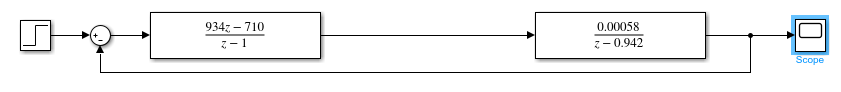 934z − 710
z − 1
0.00058
z − 0.942
+
−
Scope